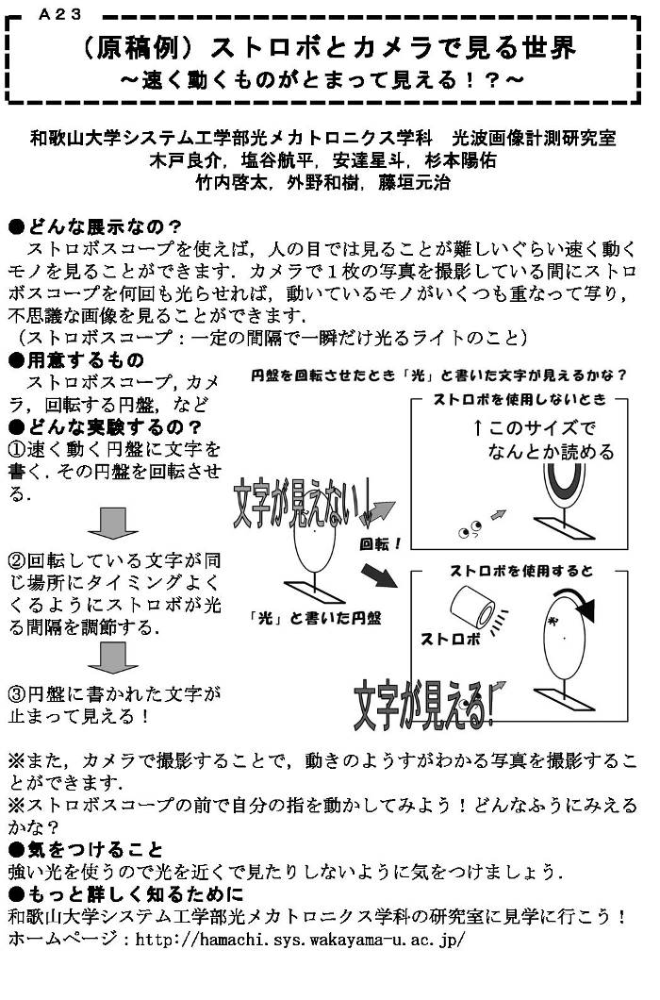 A23
（原稿例）ストロボとカメラで見る世界
～速く動くものがとまって見える！？～
和歌山大学システム工学部光メカトロニクス学科　光波画像計測研究室
木戸良介，塩谷航平，安達星斗，杉本陽佑
竹内啓太，外野和樹，藤垣元治
●どんな展示なの？
　ストロボスコープを使えば，人の目では見ることが難しいぐらい速く動く
モノを見ることができます．カメラで１枚の写真を撮影している間にストロ
ボスコープを何回も光らせれば，動いているモノがいくつも重なって写り，
不思議な画像を見ることができます．
（ストロボスコープ：一定の間隔で一瞬だけ光るライトのこと）
●用意するもの
　ストロボスコープ，カメ
ラ，回転する円盤，など
●どんな実験するの？
①速く動く円盤に文字を
書く．その円盤を回転させ
る．
②回転している文字が同
じ場所にタイミングよく
くるようにストロボが光
る間隔を調節する．
③円盤に書かれた文字が
止まって見える！
円盤を回転させたとき「光」と書いた文字が見えるかな？
ストロボを使用しないとき
↑このサイズで
なんとか読める
文字が見えない↓
回転！
「光」と書いた円盤
ストロボを使用すると
光
ストロボ
文字が見える！
※また，カメラで撮影することで，動きのようすがわかる写真を撮影するこ
とができます．
※ストロボスコープの前で自分の指を動かしてみよう！どんなふうにみえる
かな？
●気をつけること
強い光を使うので光を近くで見たりしないように気をつけましょう．
●もっと詳しく知るために
和歌山大学システム工学部光メカトロニクス学科の研究室に見学に行こう！
ホームページ：http://hamachi.sys.wakayama-u.ac.jp/